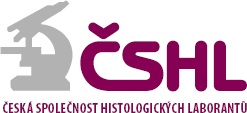 ČSHL
ČESKÁ SPOLEČNOST HISTOLOGICKÝCH LABORANTŮ